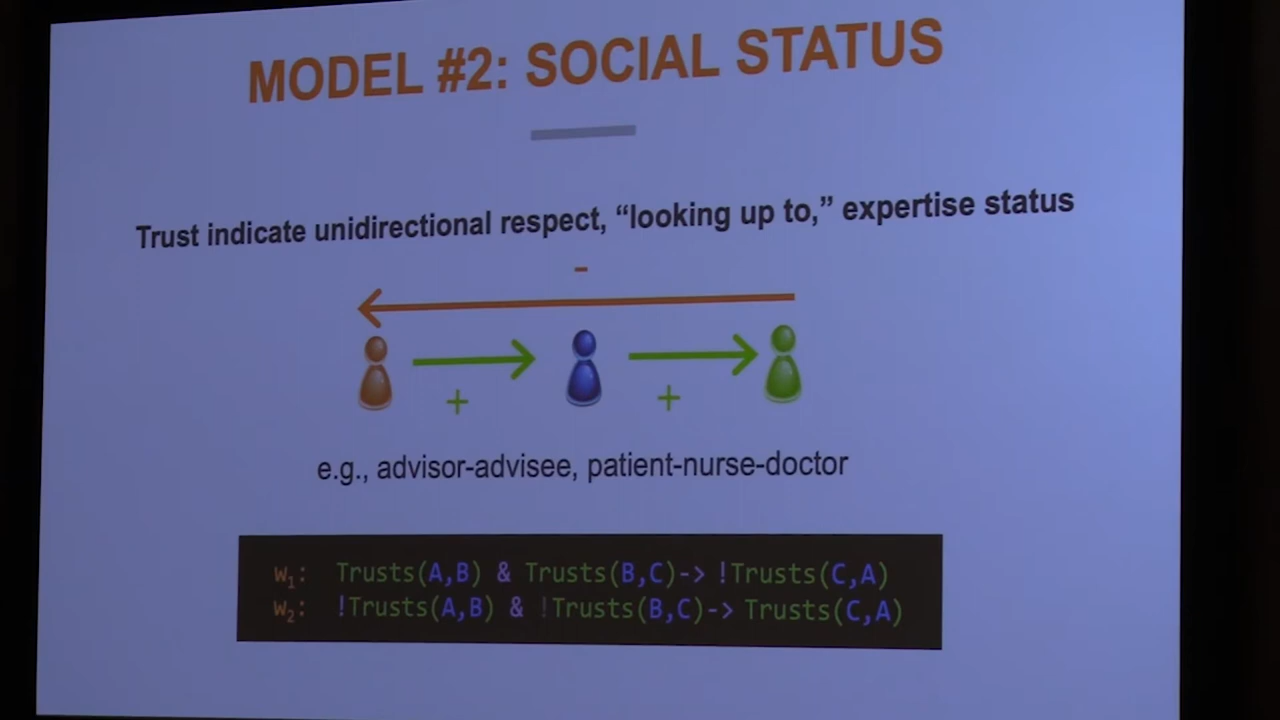 MODEL #2: SOCIAL STATUS
Trust indicate unidirectional respect, “looking up to,” expertise status
-
+ +
e.g., advisor-advisee, patient-nurse-doctor
w₁: Trusts(A,B) & Trusts(B,C)-> !Trusts(C,A)
w₂: !Trusts(A,B) & !Trusts(B,C)-> Trusts(C,A)